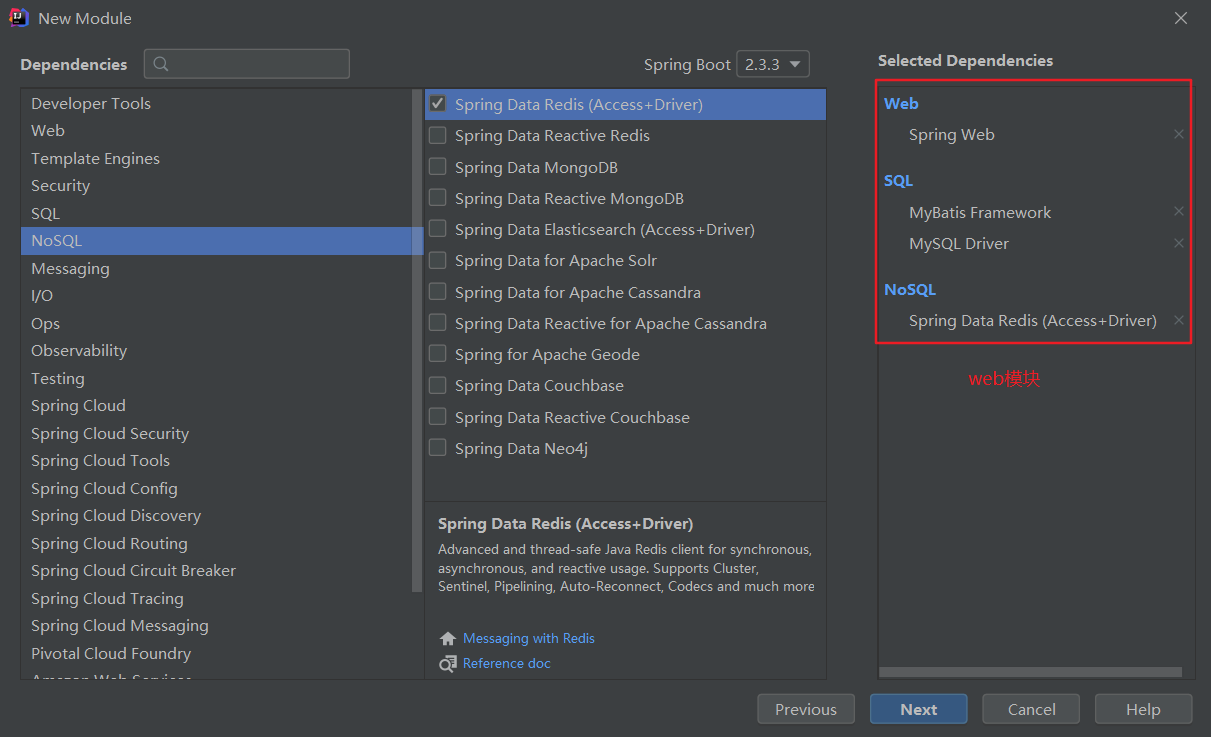 New Module
Dependencies
Spring Boot 2.3.3
Selected Dependencies
Developer Tools
Web
Template Engines
Security
SQL
NoSQL
Messaging
I/O
Ops
Observability
Testing
Spring Cloud
Spring Cloud Security
Spring Cloud Tools
Spring Cloud Config
Spring Cloud Discovery
Spring Cloud Routing
Spring Cloud Circuit Breaker
Spring Cloud Tracing
Spring Cloud Messaging
Pivotal Cloud Foundry
Amazon Web Services
Spring Data Redis (Access+Driver)
Spring Data Reactive Redis
Spring Data MongoDB
Spring Data Reactive MongoDB
Spring Data Elasticsearch (Access+Driver)
Spring Data for Apache Solr
Spring Data for Apache Cassandra
Spring Data Reactive for Apache Cassandra
Spring for Apache Geode
Spring Data Couchbase
Spring Data Reactive Couchbase
Spring Data Neo4j
Spring Data Redis (Access+Driver)
Advanced and thread-safe Java Redis client for synchronous,
asynchronous, and reactive usage. Supports Cluster,
Sentinel, Pipelining, Auto-Reconnect, Codecs and much more
Messaging with Redis
Reference doc
Web
Spring Web
SQL
MyBatis Framework
MySQL Driver
NoSQL
Spring Data Redis (Access+Driver)
web模块
Previous
Next
Cancel
Help